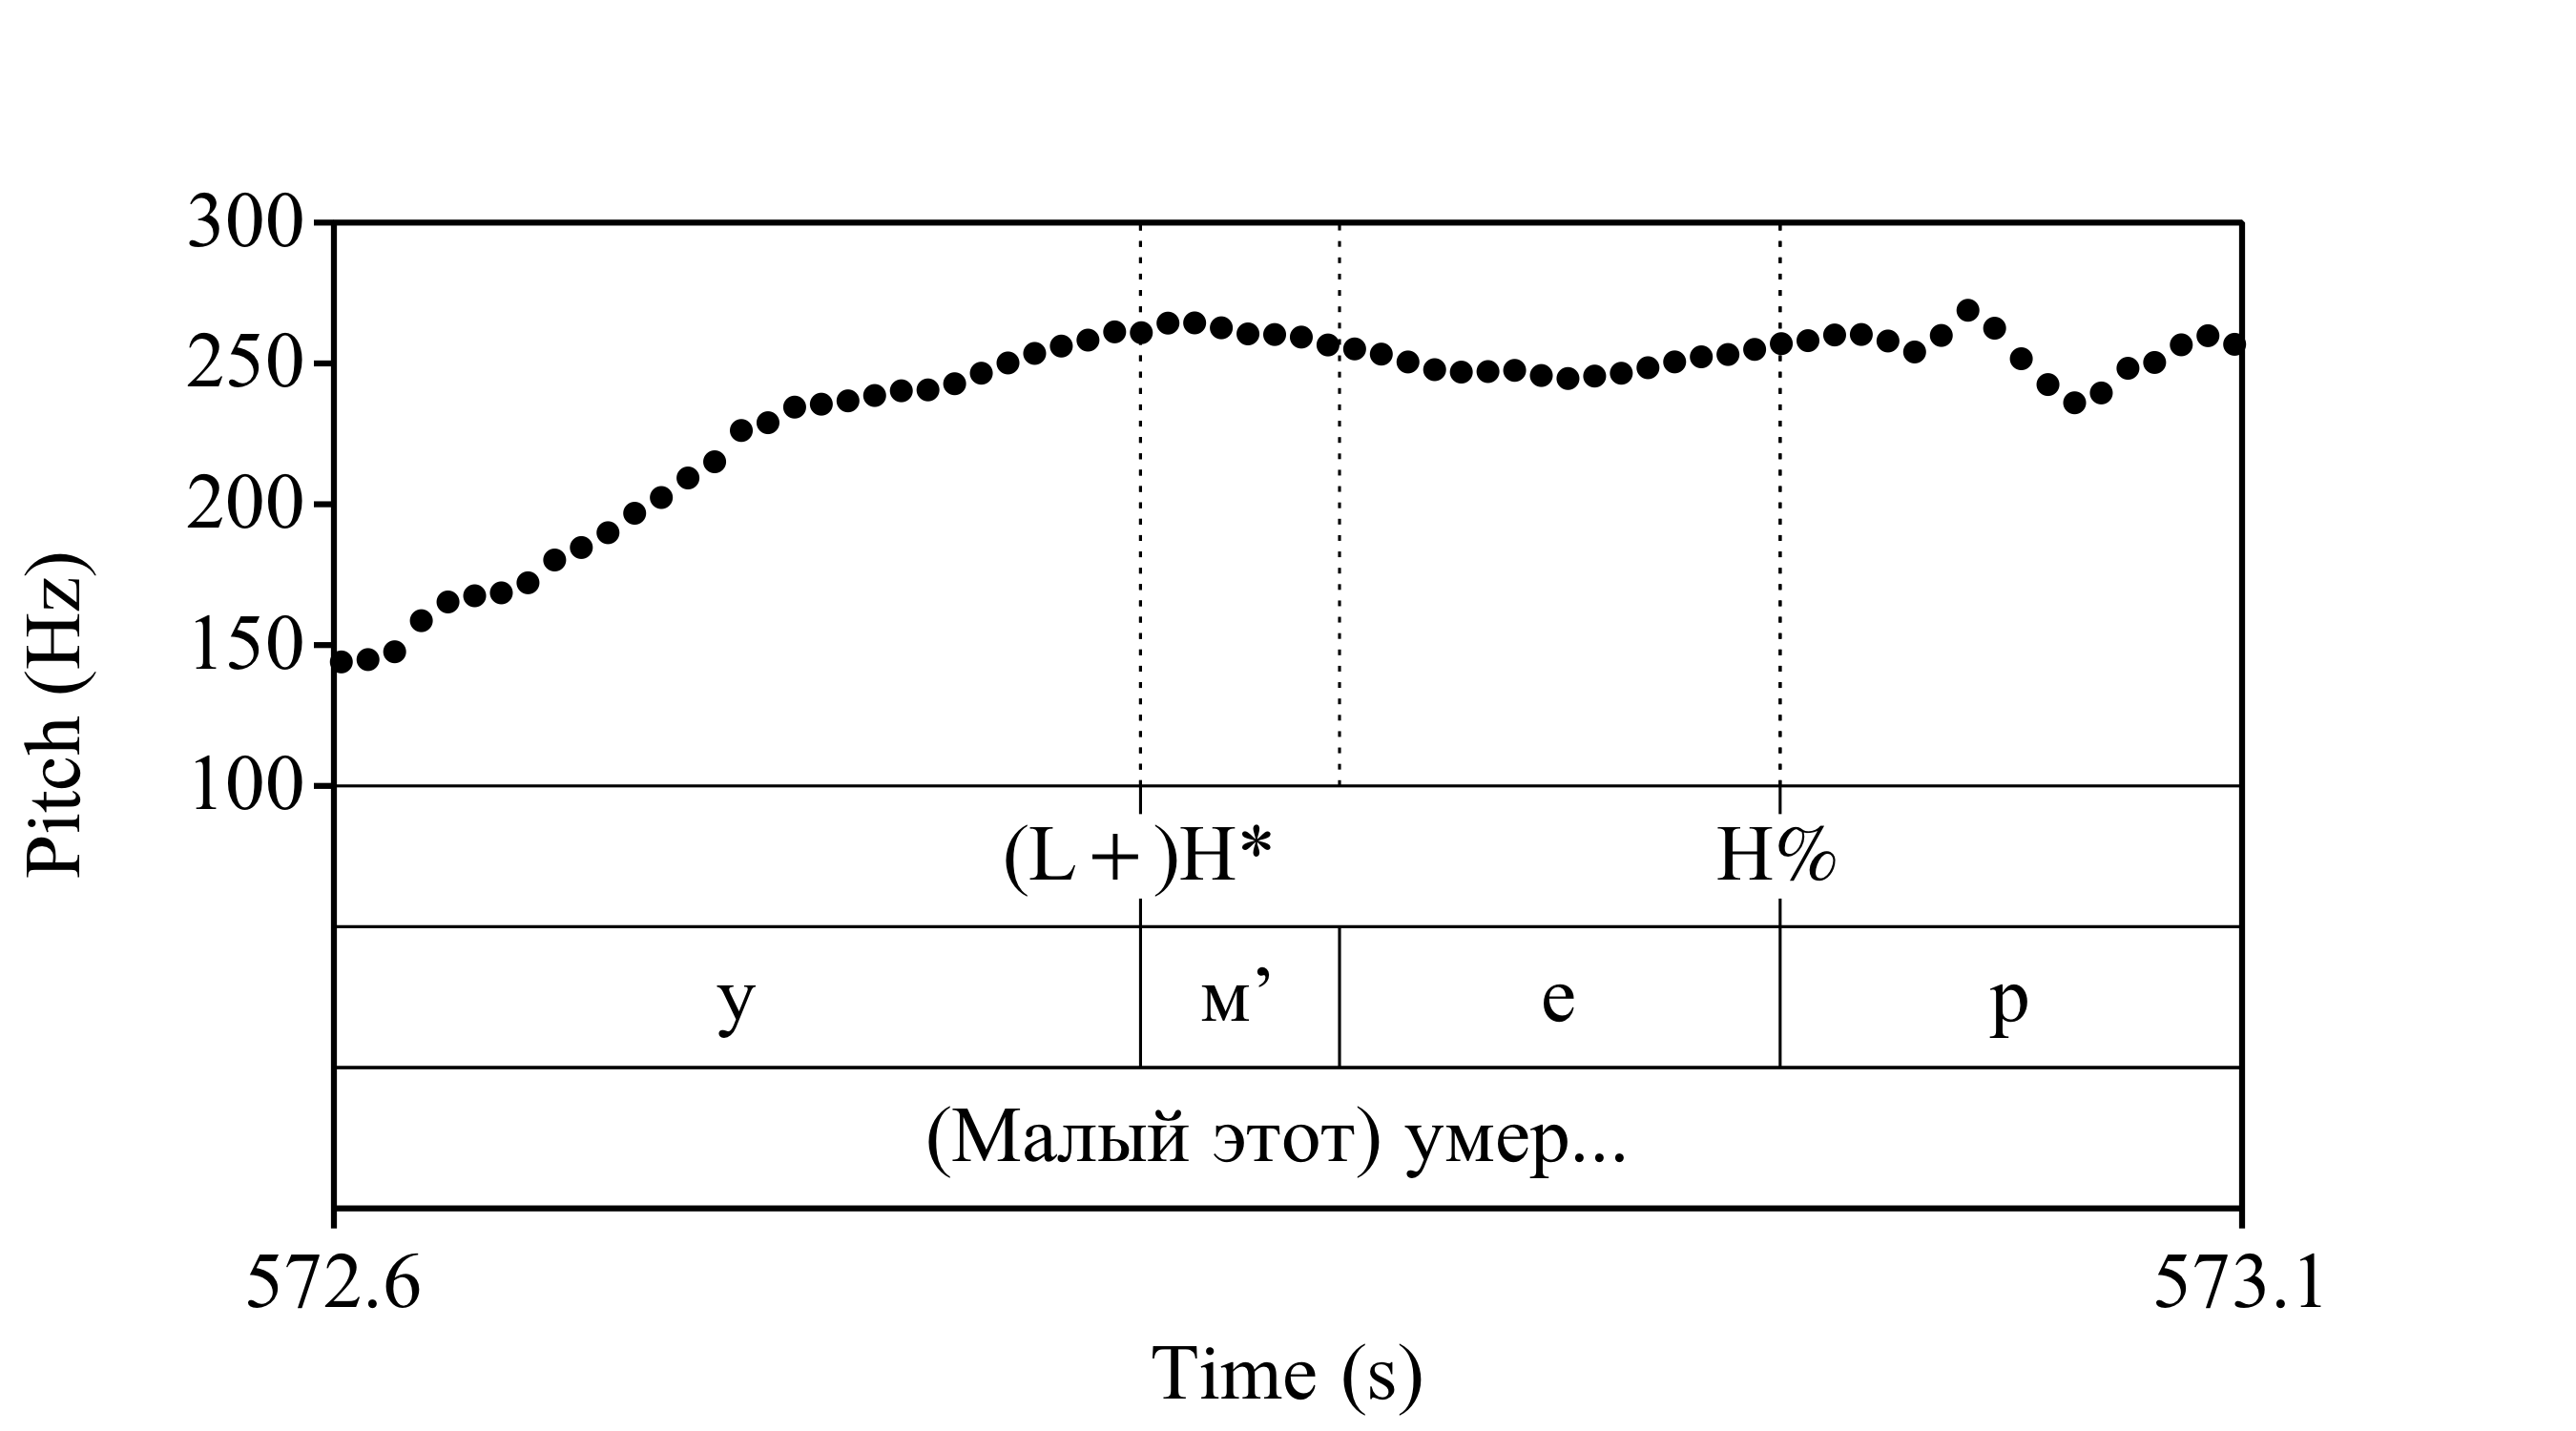 300
250
200
150
100
Pitch (Hz)
(L+)H* H%
у м’ е р
(Малый этот) умер...
572.6 573.1
Time (s)